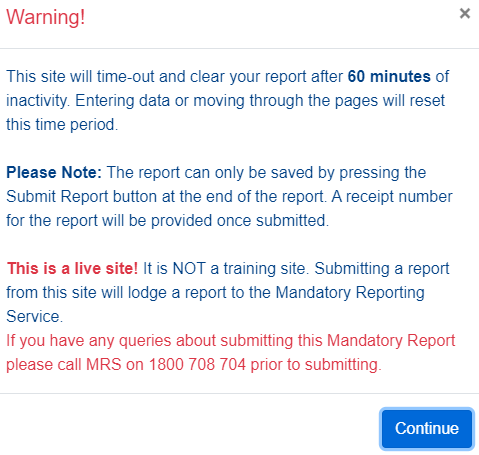 Warning!
×
This site will time-out and clear your report after 60 minutes of
inactivity. Entering data or moving through the pages will reset
this time period.
Please Note: The report can only be saved by pressing the
Submit Report button at the end of the report. A receipt number
for the report will be provided once submitted.
This is a live site! It is NOT a training site. Submitting a report
from this site will lodge a report to the Mandatory Reporting
Service.
If you have any queries about submitting this Mandatory Report
please call MRS on 1800 708 704 prior to submitting.
Continue